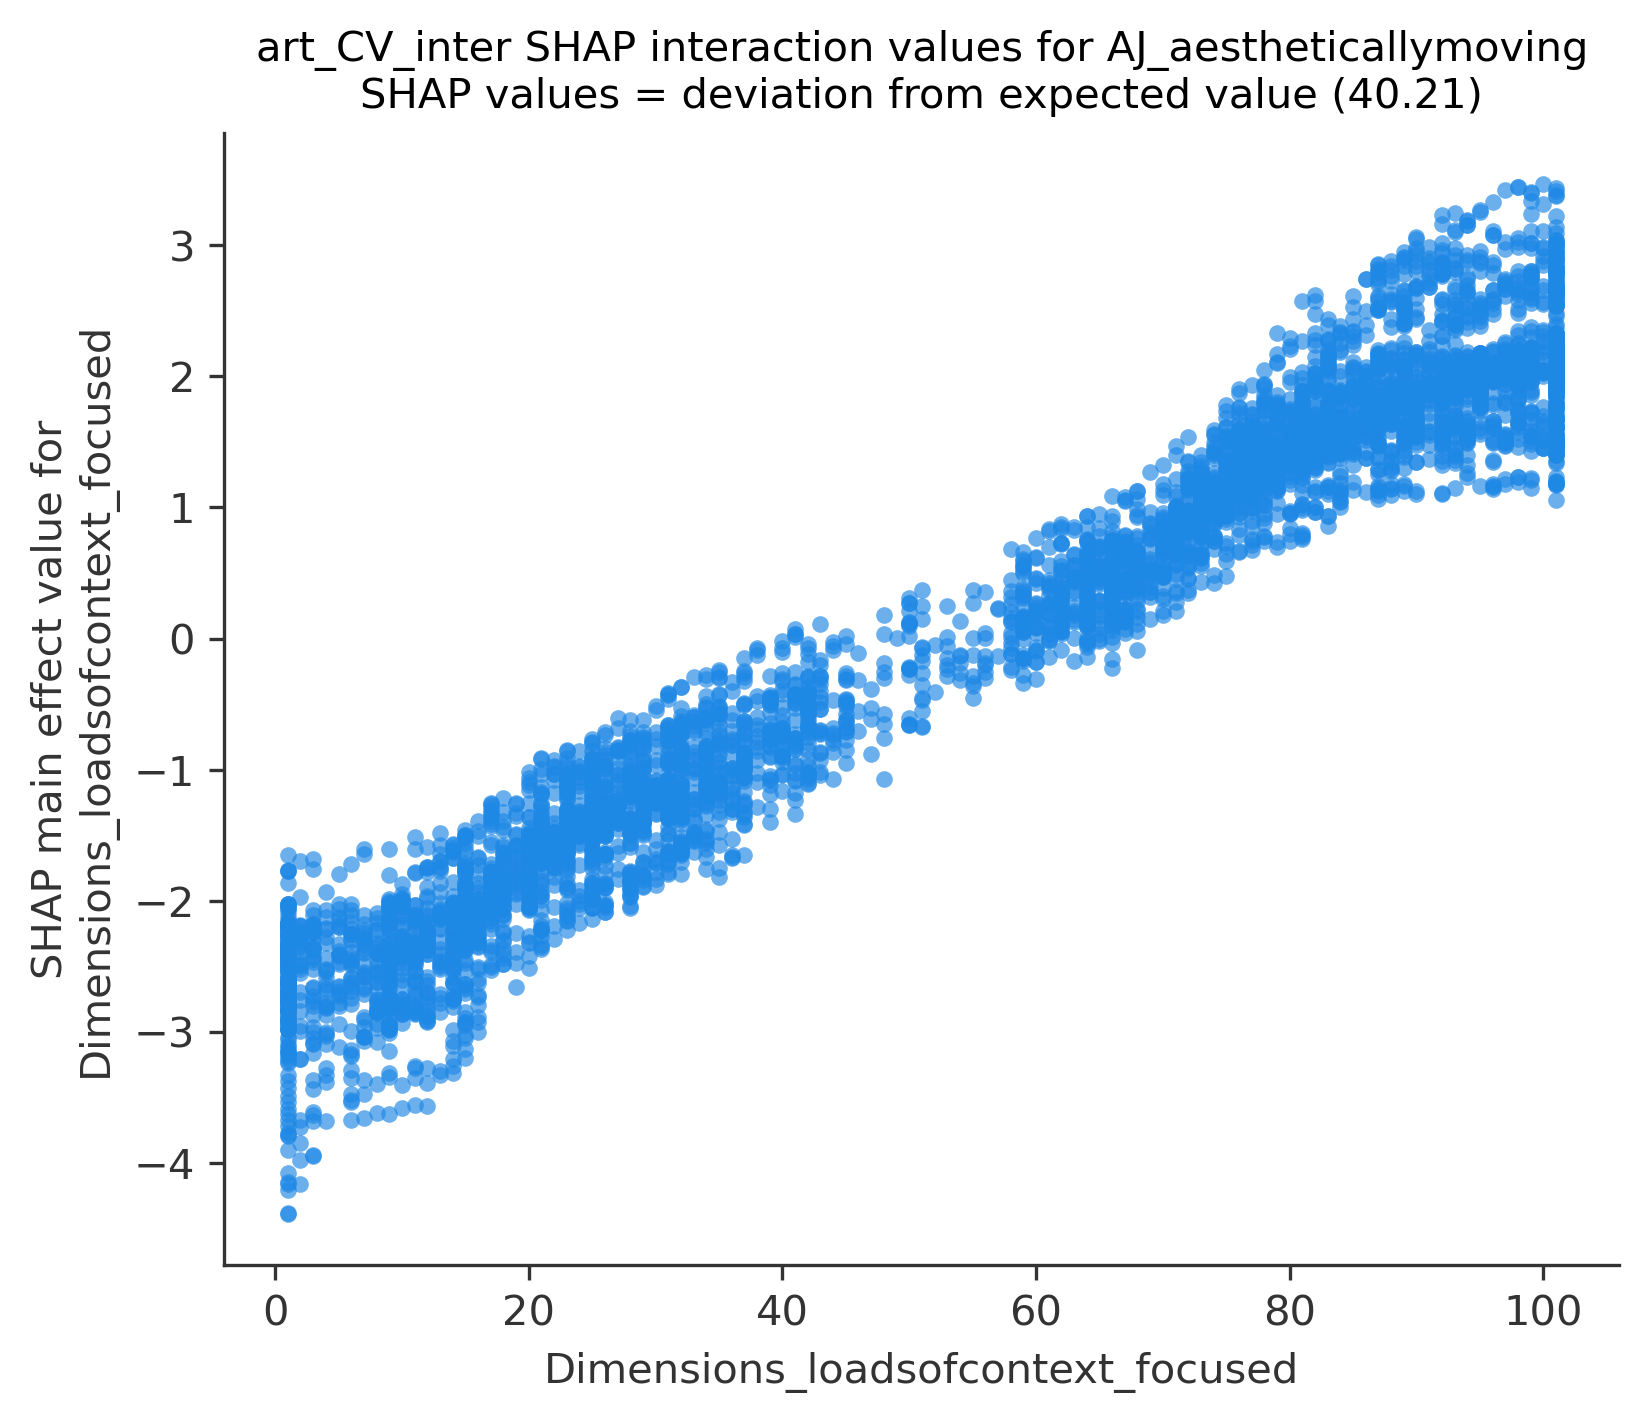 art_CV_inter SHAP interaction values for AJ_aestheticallymoving
SHAP values = deviation from expected value (40.21)
SHAP main effect value for
Dimensions_loadsofcontext_focused
3
2
1
0
−1
−2
−3
−4
0 20 40 60 80 100
Dimensions_loadsofcontext_focused